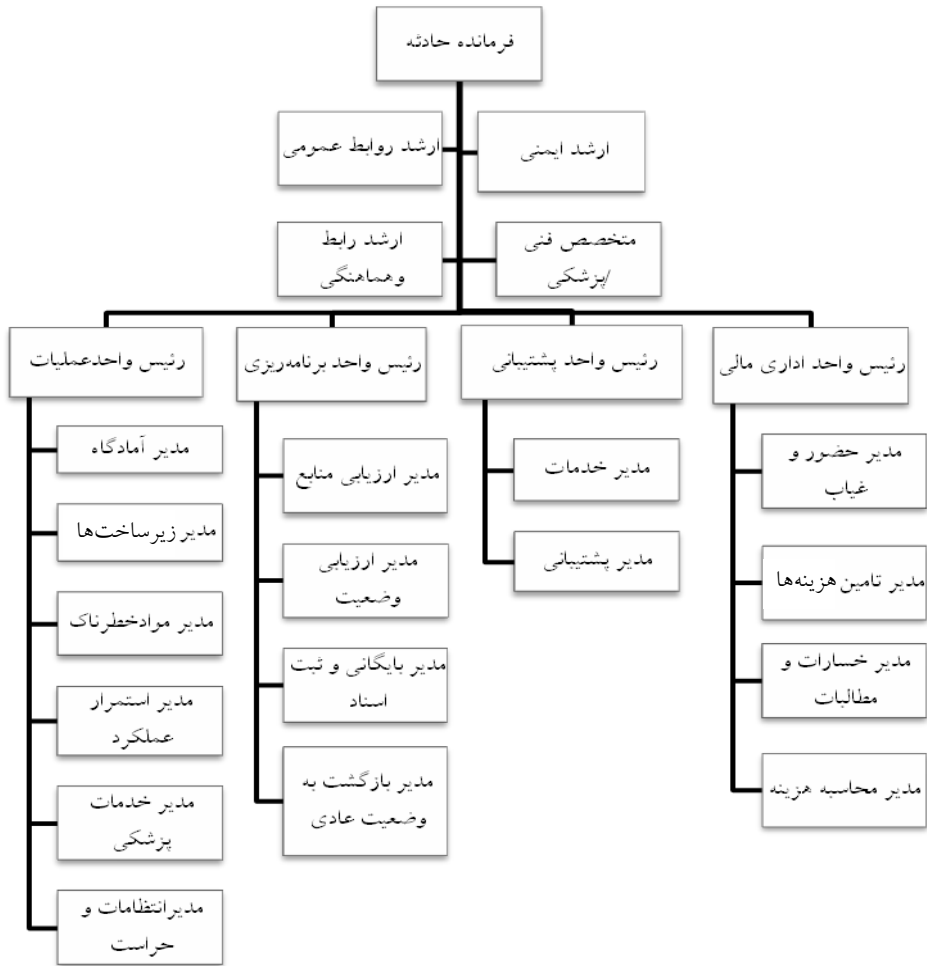 فرمانده حادثه
ارشد ایمنی
ارشد روابط عمومی
متخصص فنی
/پزشکی
ارشد رابط
وهماهنگی
رئیس واحد اداری مالی
رئیس واحد پشتیبانی
رئیس واحد برنامه‌ریزی
رئیس واحدعملیات
مدیر حضور و
غیاب
مدیر تامین هزینه‌ها
مدیر خسارات و
مطالبات
مدیر محاسبه هزینه
مدیر خدمات
مدیر پشتیبانی
مدیر ارزیابی منابع
مدیر ارزیابی
وضعیت
مدیر بایگانی و ثبت
اسناد
مدیر بازگشت به
وضعیت عادی
مدیر آمادگاه
مدیر زیرساخت‌ها
مدیر موادخطرناک
مدیر استمرار
عملکرد
مدیر خدمات
پزشکی
مدیرانتظامات و
حراست